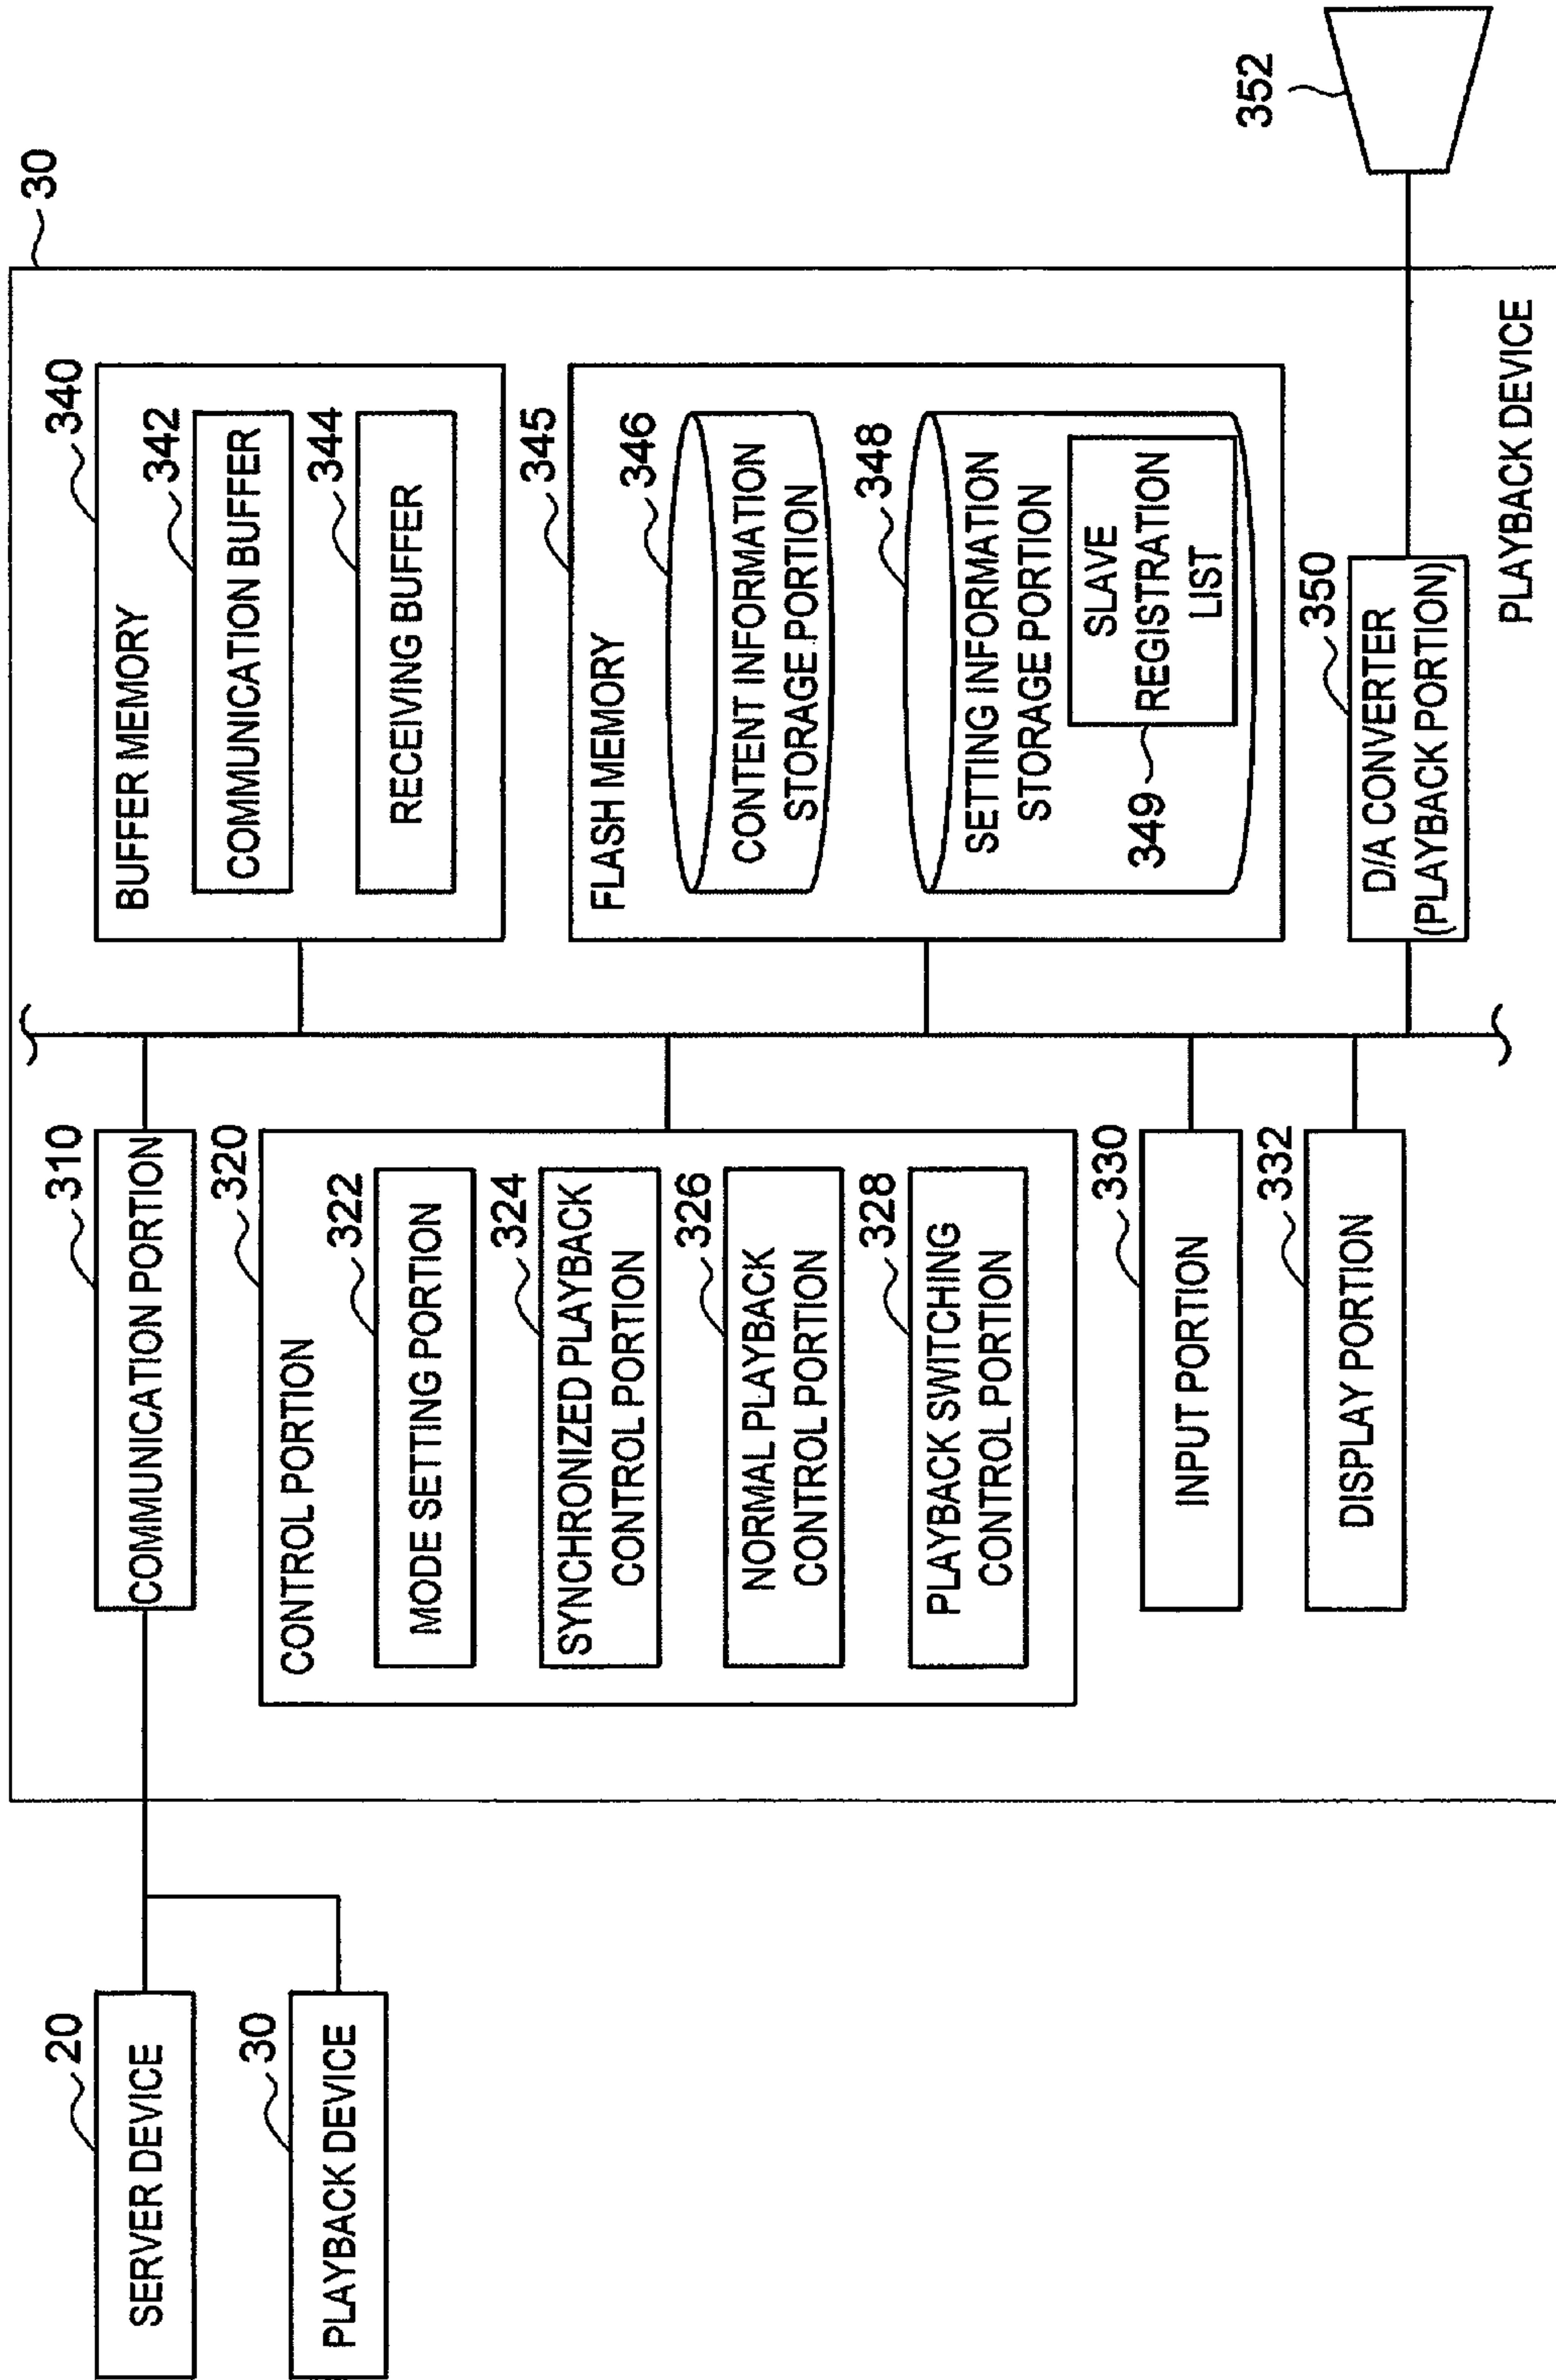 20
SERVER DEVICE
30
PLAYBACK DEVICE
30
310
COMMUNICATION PORTION
320
CONTROL PORTION
322
MODE SETTING PORTION
324
SYNCHRONIZED PLAYBACK
CONTROL PORTION
326
NORMAL PLAYBACK
CONTROL PORTION
328
PLAYBACK SWITCHING
CONTROL PORTION
330
INPUT PORTION
332
DISPLAY PORTION
340
BUFFER MEMORY
342
COMMUNICATION BUFFER
344
RECEIVING BUFFER
345
FLASH MEMORY
346
CONTENT INFORMATION
STORAGE PORTION
348
SETTING INFORMATION
STORAGE PORTION
349
SLAVE
REGISTRATION
LIST
350
D/A CONVERTER
(PLAYBACK PORTION)
352
PLAYBACK DEVICE